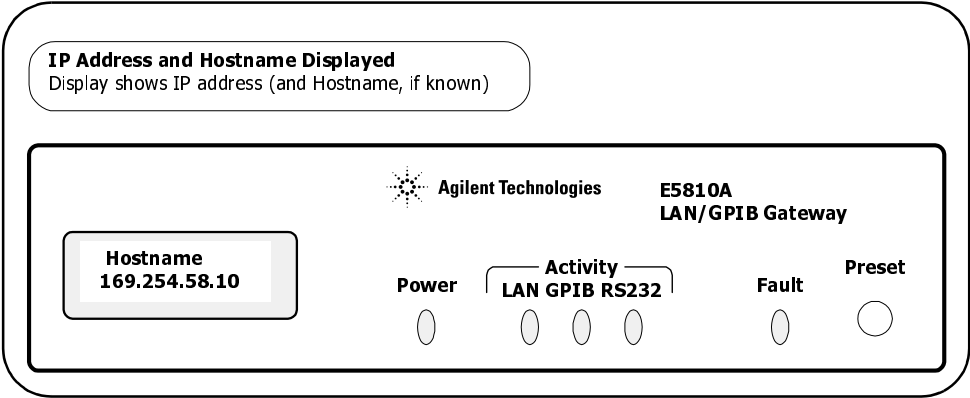 IP Address and Hostname Displayed
Display shows IP address (and Hostname, if known)
Agilent Technologies
E5810A
LAN/GPIB Gateway
Hostname
169.254.58.10
Power
Activity
LAN GPIB RS232
Fault
Preset